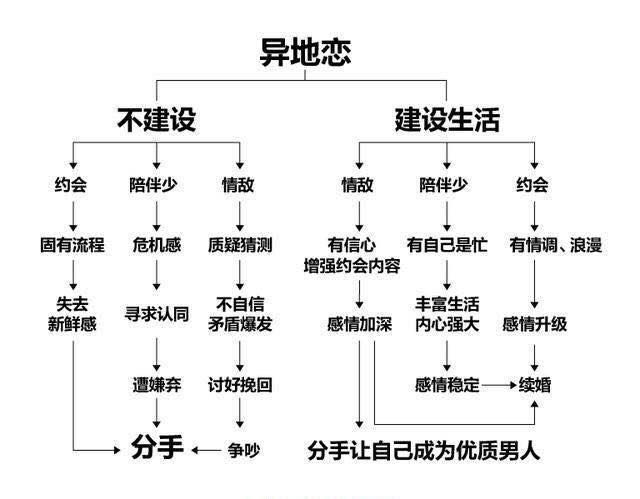 异地恋
不建设
建设生活
约会
陪伴少
情敌
情敌
陪伴少
约会
固有流程
危机感
质疑猜测
有信心
增强约会内容
有自己是忙
有情调、浪漫
失去
新鲜感
寻求认同
不自信
矛盾爆发
感情加深
丰富生活
内心强大
感情升级
遭嫌弃
讨好挽回
感情稳定
续婚
分手
争吵
分手让自己成为优质男人